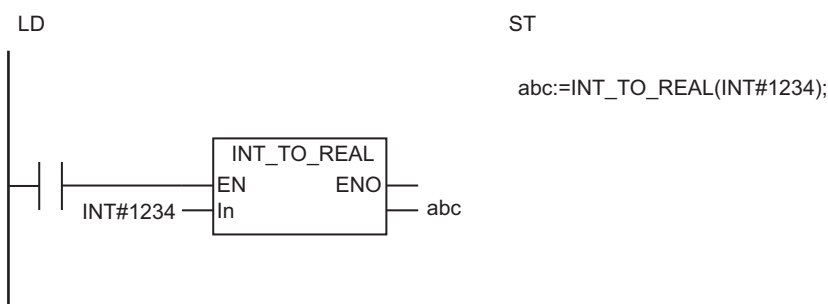 LD
ST
abc:=INT_TO_REAL(INT#1234);
INT_TO_REAL
EN ENO
INT#1234 In abc